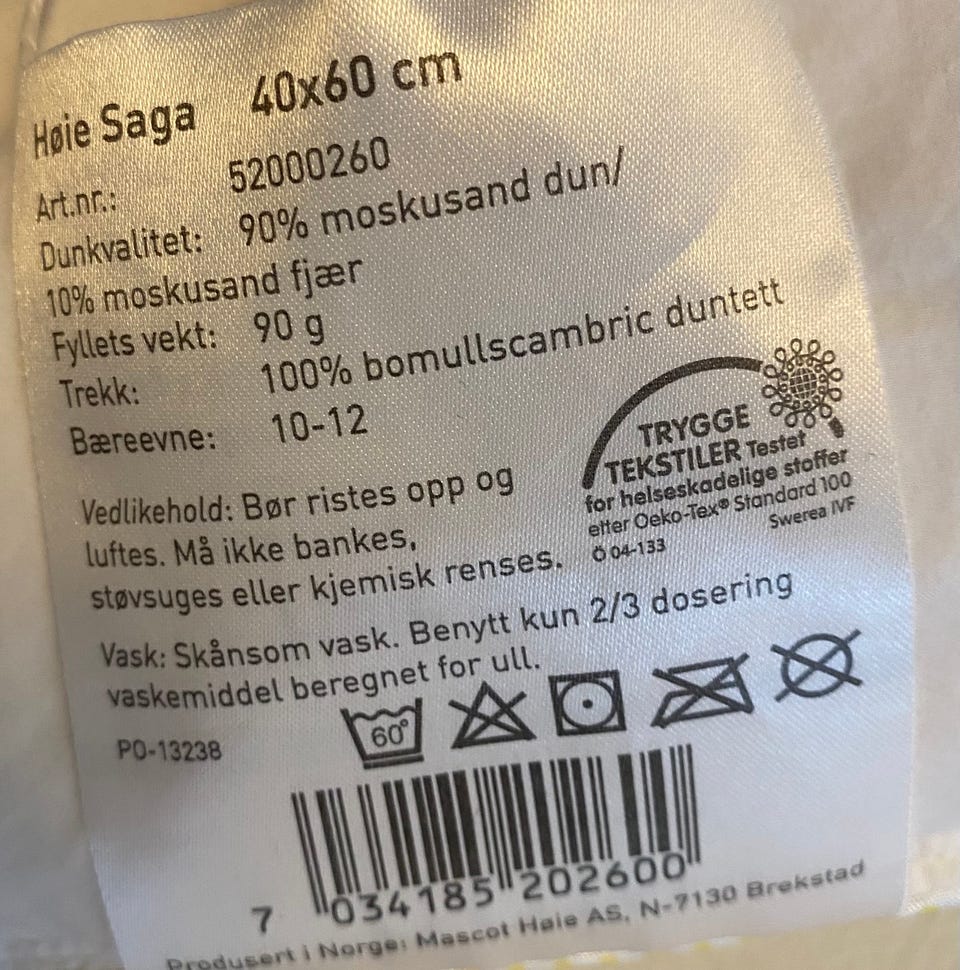 Høie Saga 40x60 cm
Art.nr.: 52000260
Dunkvalitet: 90% moskusand dun/
10% moskusand fjær
Fyllets vekt: 90 g
Trekk: 100% bomullscambric duntett
Bæreevne: 10-12
TRYGGE
TEKSTILER Testet
for helseskadelige stoffer
etter Oeko-Tex® Standard 100
Ö 04-133 Swerea IVF
Vedlikehold: Bør ristes opp og
luftes. Må ikke bankes,
støvsuges eller kjemisk renses.
Vask: Skånsom vask. Benytt kun 2/3 dosering
vaskemiddel beregnet for ull.
PO-13238
60°
7 034185 202600
Produsert i Norge: Mascot Høie AS, N-7130 Brekstad